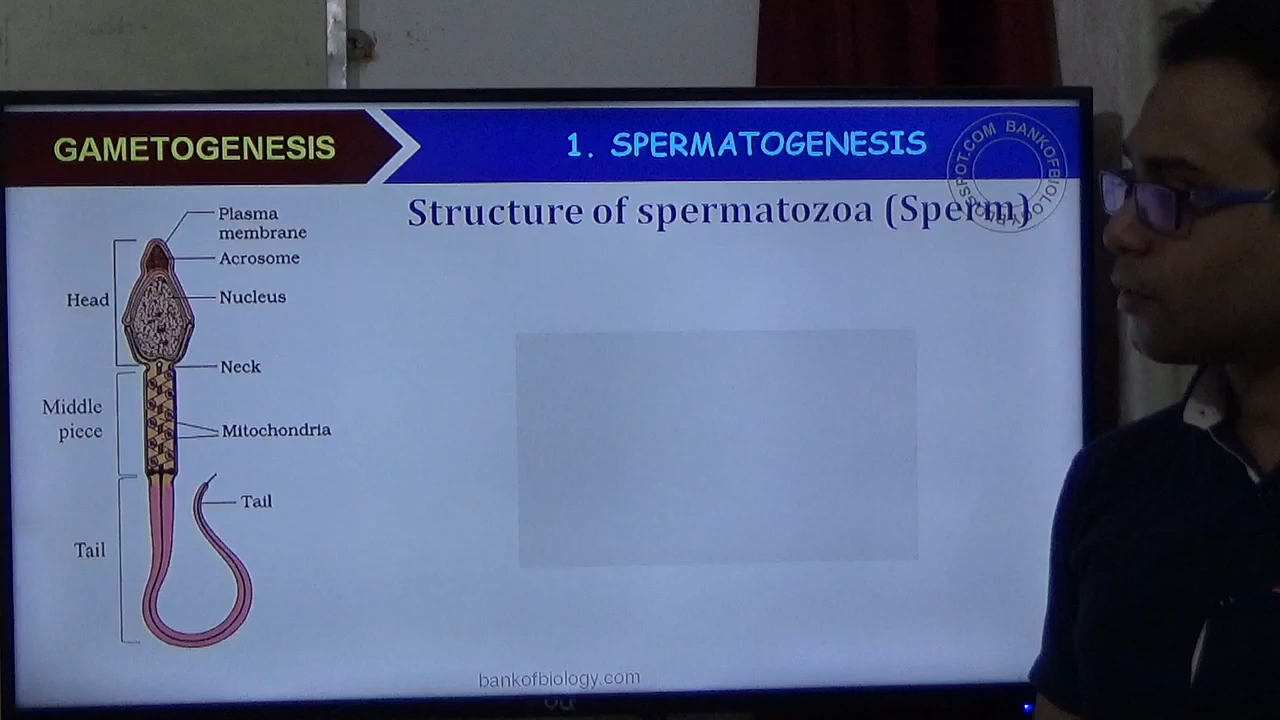 GAMETOGENESIS
1. SPERMATOGENESIS
Structure of spermatozoa (Sperm)
Plasma
membrane
Acrosome
Head
Nucleus
Neck
Middle
piece
Mitochondria
Tail
Tail
bankofbiology.com